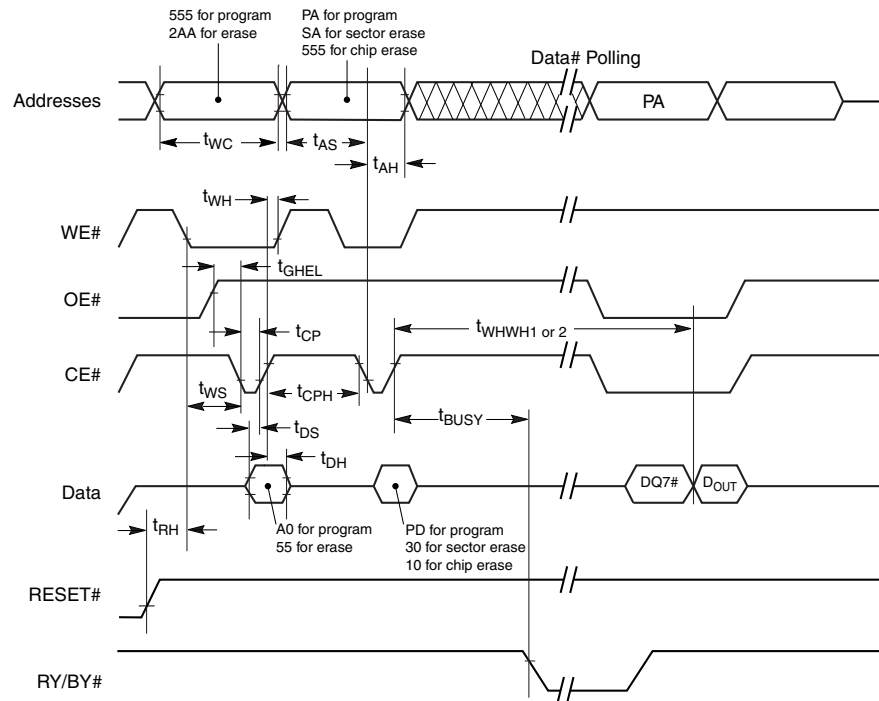 555 for program
2AA for erase
PA for program
SA for sector erase
555 for chip erase
Data# Polling
Addresses
PA
tWC
tAS
tAH
tWH
WE#
tGHEL
OE#
tCP
tWHWH1 or 2
CE#
tWS
tCPH
tBUSY
tDS
tDH
Data
DQ7#
DOUT
tRH
A0 for program
55 for erase
PD for program
30 for sector erase
10 for chip erase
RESET#
RY/BY#